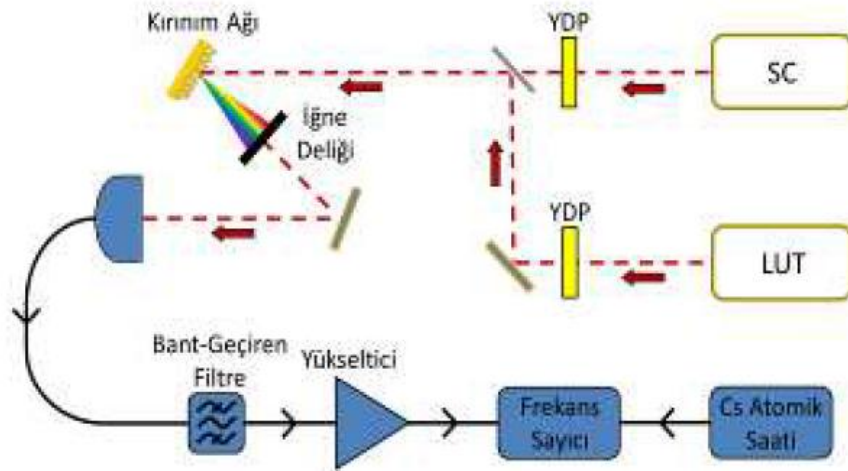 Kırınım Ağı
YDP
SC
İğne
Deliği
YDP
LUT
Bant-Geçiren
Filtre
Yükseltici
Frekans
Sayıcı
Cs Atomik
Saati